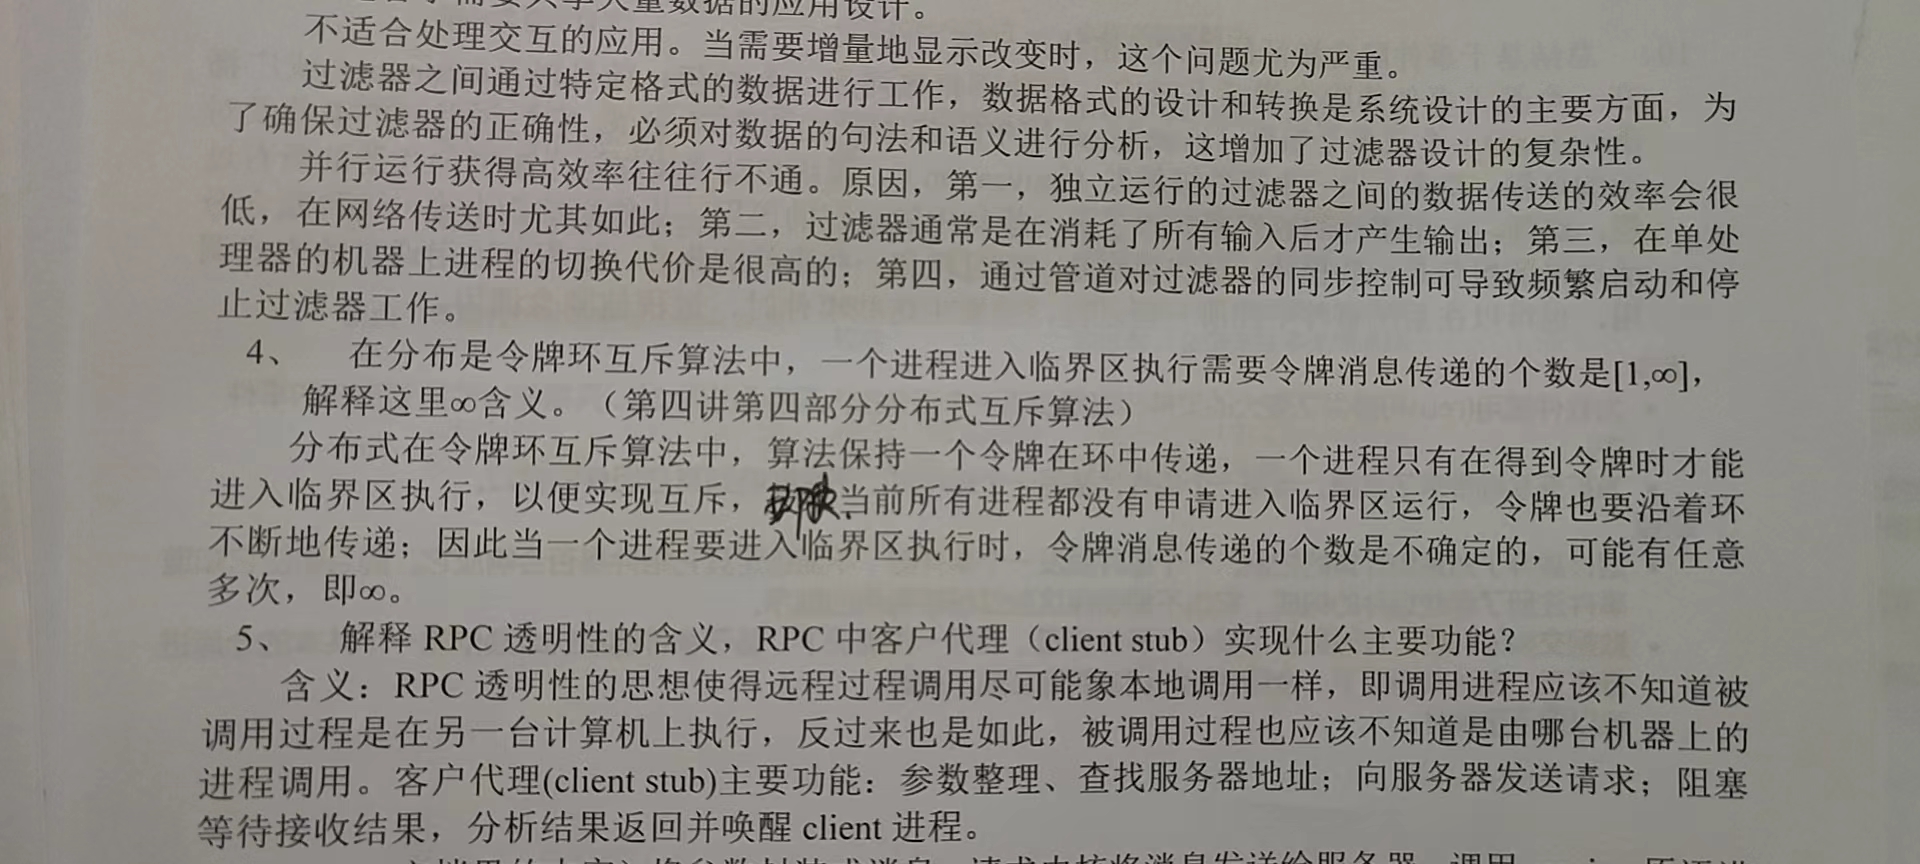 需要共享大量数据的应用设计。
不适合处理交互的应用。当需要增量地显示改变时，这个问题尤为严重。
过滤器之间通过特定格式的数据进行工作，数据格式的设计和转换是系统设计的主要方面，为
了确保过滤器的正确性，必须对数据的句法和语义进行分析，这增加了过滤器设计的复杂性。
并行运行获得高效率往往行不通。原因，第一，独立运行的过滤器之间的数据传送的效率会很
低，在网络传送时尤其如此；第二，过滤器通常是在消耗了所有输入后才产生输出；第三，在单处
理器的机器上进程的切换代价是很高的；第四，通过管道对过滤器的同步控制可导致频繁启动和停
止过滤器工作。
4、 在分布是令牌环互斥算法中，一个进程进入临界区执行需要令牌消息传递的个数是[1,∞]，
解释这里∞含义。（第四讲第四部分分布式互斥算法）
分布式在令牌环互斥算法中，算法保持一个令牌在环中传递，一个进程只有在得到令牌时才能
进入临界区执行，以便实现互斥，当前所有进程都没有申请进入临界区运行，令牌也要沿着环
不断地传递；因此当一个进程要进入临界区执行时，令牌消息传递的个数是不确定的，可能有任意
多次，即∞。
5、 解释 RPC 透明性的含义，RPC 中客户代理（client stub）实现什么主要功能？
含义：RPC 透明性的思想使得远程过程调用尽可能象本地调用一样，即调用进程应该不知道被
调用过程是在另一台计算机上执行，反过来也是如此，被调用过程也应该不知道是由哪台机器上的
进程调用。客户代理(client stub)主要功能：参数整理、查找服务器地址；向服务器发送请求；阻塞
等待接收结果，分析结果返回并唤醒 client 进程。